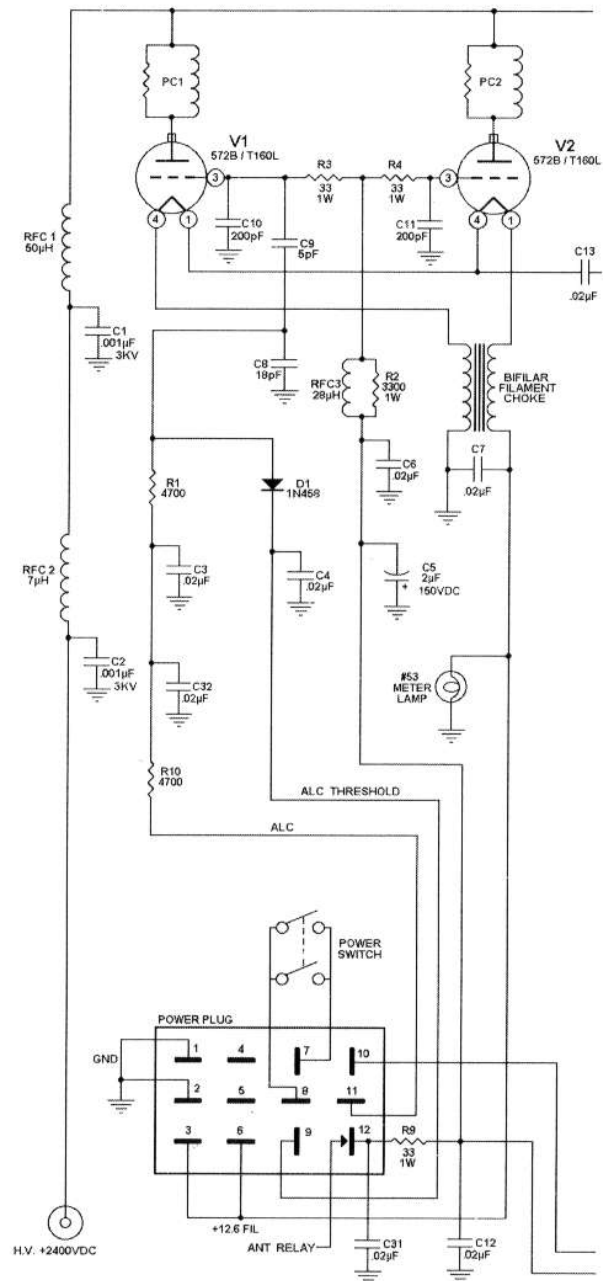 PC1
PC2
V1
572B / T160L
V2
572B / T160L
3
4
1
R3
33
1W
R4
33
1W
3
4
1
C10
200pF
C9
5pF
C11
200pF
C13
.02µF
RFC 1
50µH
C1
.001µF
3KV
C8
18pF
RFC3
28µH
R2
3300
1W
BIFILAR
FILAMENT
CHOKE
C7
.02µF
C6
.02µF
R1
4700
D1
1N458
C3
.02µF
C4
.02µF
C5
2µF
+
150VDC
RFC 2
7µH
C2
.001µF
3KV
C32
.02µF
#53
METER
LAMP
R10
4700
ALC THRESHOLD
ALC
POWER
SWITCH
POWER PLUG
GND
1
4
7
10
2
5
8
11
3
6
9
12
R9
33
1W
+12.6 FIL
ANT RELAY
C31
.02µF
C12
.02µF
H.V. +2400VDC